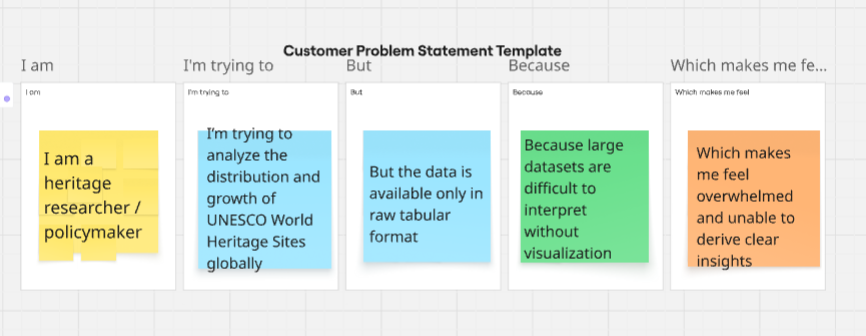 Customer Problem Statement Template
I am
I'm trying to
But
Because
Which makes me fe...
I am
I'm trying to
But
Because
Which makes me feel
I am a
heritage
researcher /
policymaker
I'm trying to
analyze the
distribution and
growth of
UNESCO World
Heritage Sites
globally
But the data is
available only in
raw tabular
format
Because large
datasets are
difficult to
interpret
without
visualization
Which makes
me feel
overwhelmed
and unable to
derive clear
insights